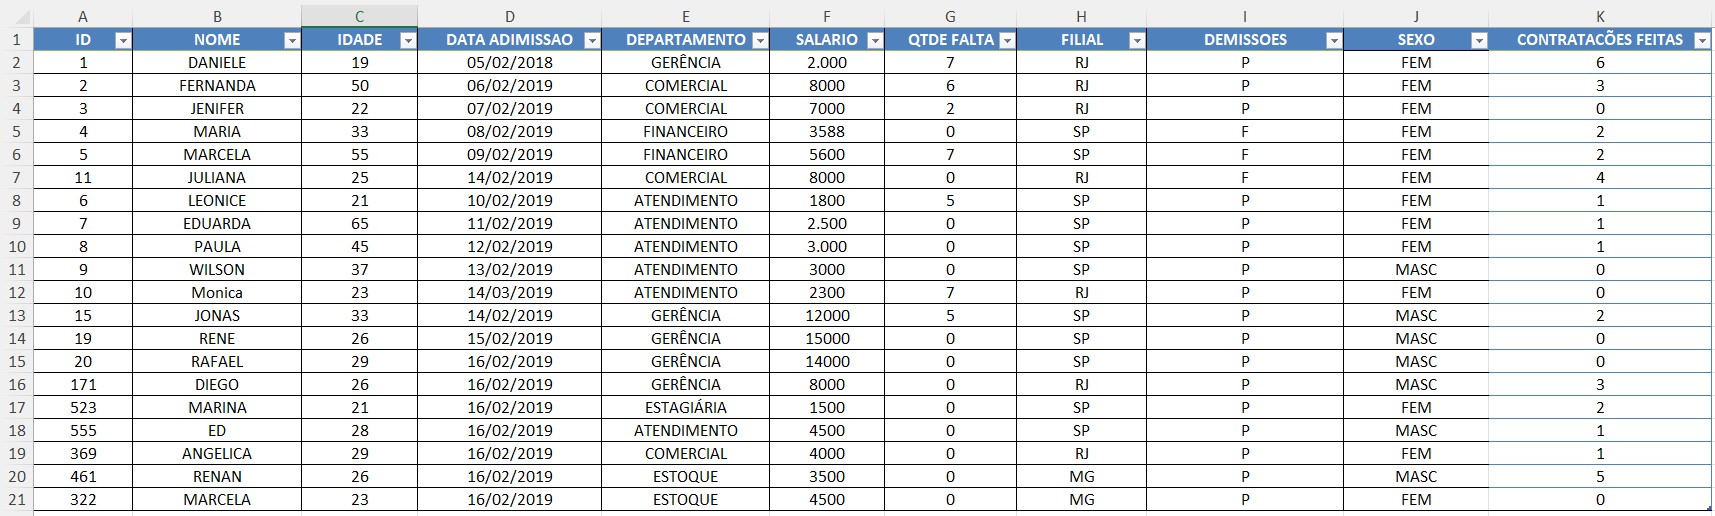 A B C D E F G H I J K
1 ID NOME IDADE DATA ADIMISSAO DEPARTAMENTO SALARIO QTDE FALTA FILIAL DEMISSOES SEXO CONTRATACÕES FEITAS
2 1 DANIELE 19 05/02/2018 GERÊNCIA 2.000 7 RJ P FEM 6
3 2 FERNANDA 50 06/02/2019 COMERCIAL 8000 6 RJ P FEM 3
4 3 JENIFER 22 07/02/2019 COMERCIAL 7000 2 RJ P FEM 0
5 4 MARIA 33 08/02/2019 FINANCEIRO 3588 0 SP F FEM 2
6 5 MARCELA 55 09/02/2019 FINANCEIRO 5600 7 SP F FEM 2
7 11 JULIANA 25 14/02/2019 COMERCIAL 8000 0 RJ F FEM 4
8 6 LEONICE 21 10/02/2019 ATENDIMENTO 1800 5 SP P FEM 1
9 7 EDUARDA 65 11/02/2019 ATENDIMENTO 2.500 0 SP P FEM 1
10 8 PAULA 45 12/02/2019 ATENDIMENTO 3.000 0 SP P FEM 1
11 9 WILSON 37 13/02/2019 ATENDIMENTO 3000 0 SP P MASC 0
12 10 Monica 23 14/03/2019 ATENDIMENTO 2300 7 RJ P FEM 0
13 15 JONAS 33 14/02/2019 GERÊNCIA 12000 5 SP P MASC 2
14 19 RENE 26 15/02/2019 GERÊNCIA 15000 0 SP P MASC 0
15 20 RAFAEL 29 16/02/2019 GERÊNCIA 14000 0 SP P MASC 0
16 171 DIEGO 26 16/02/2019 GERÊNCIA 8000 0 RJ P MASC 3
17 523 MARINA 21 16/02/2019 ESTAGIÁRIA 1500 0 SP P FEM 2
18 555 ED 28 16/02/2019 ATENDIMENTO 4500 0 SP P MASC 1
19 369 ANGELICA 29 16/02/2019 COMERCIAL 4000 0 RJ P FEM 1
20 461 RENAN 26 16/02/2019 ESTOQUE 3500 0 MG P MASC 5
21 322 MARCELA 23 16/02/2019 ESTOQUE 4500 0 MG P FEM 0